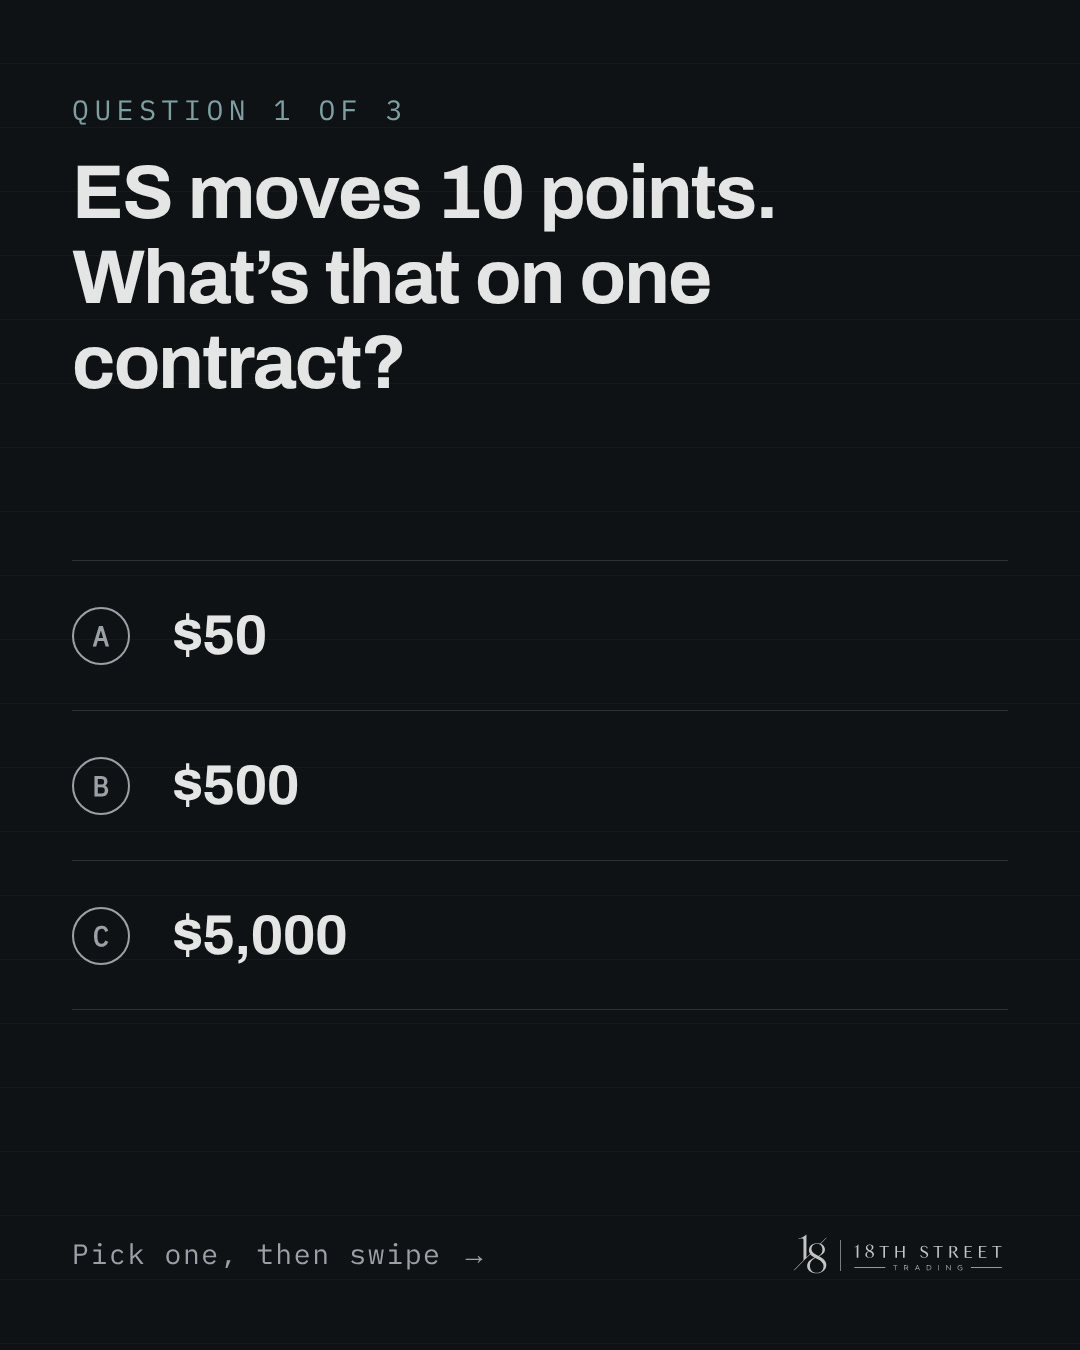 QUESTION 1 OF 3
ES moves 10 points.
What’s that on one
contract?
A $50
B $500
C $5,000
Pick one, then swipe →
18 18TH STREET
TRADING